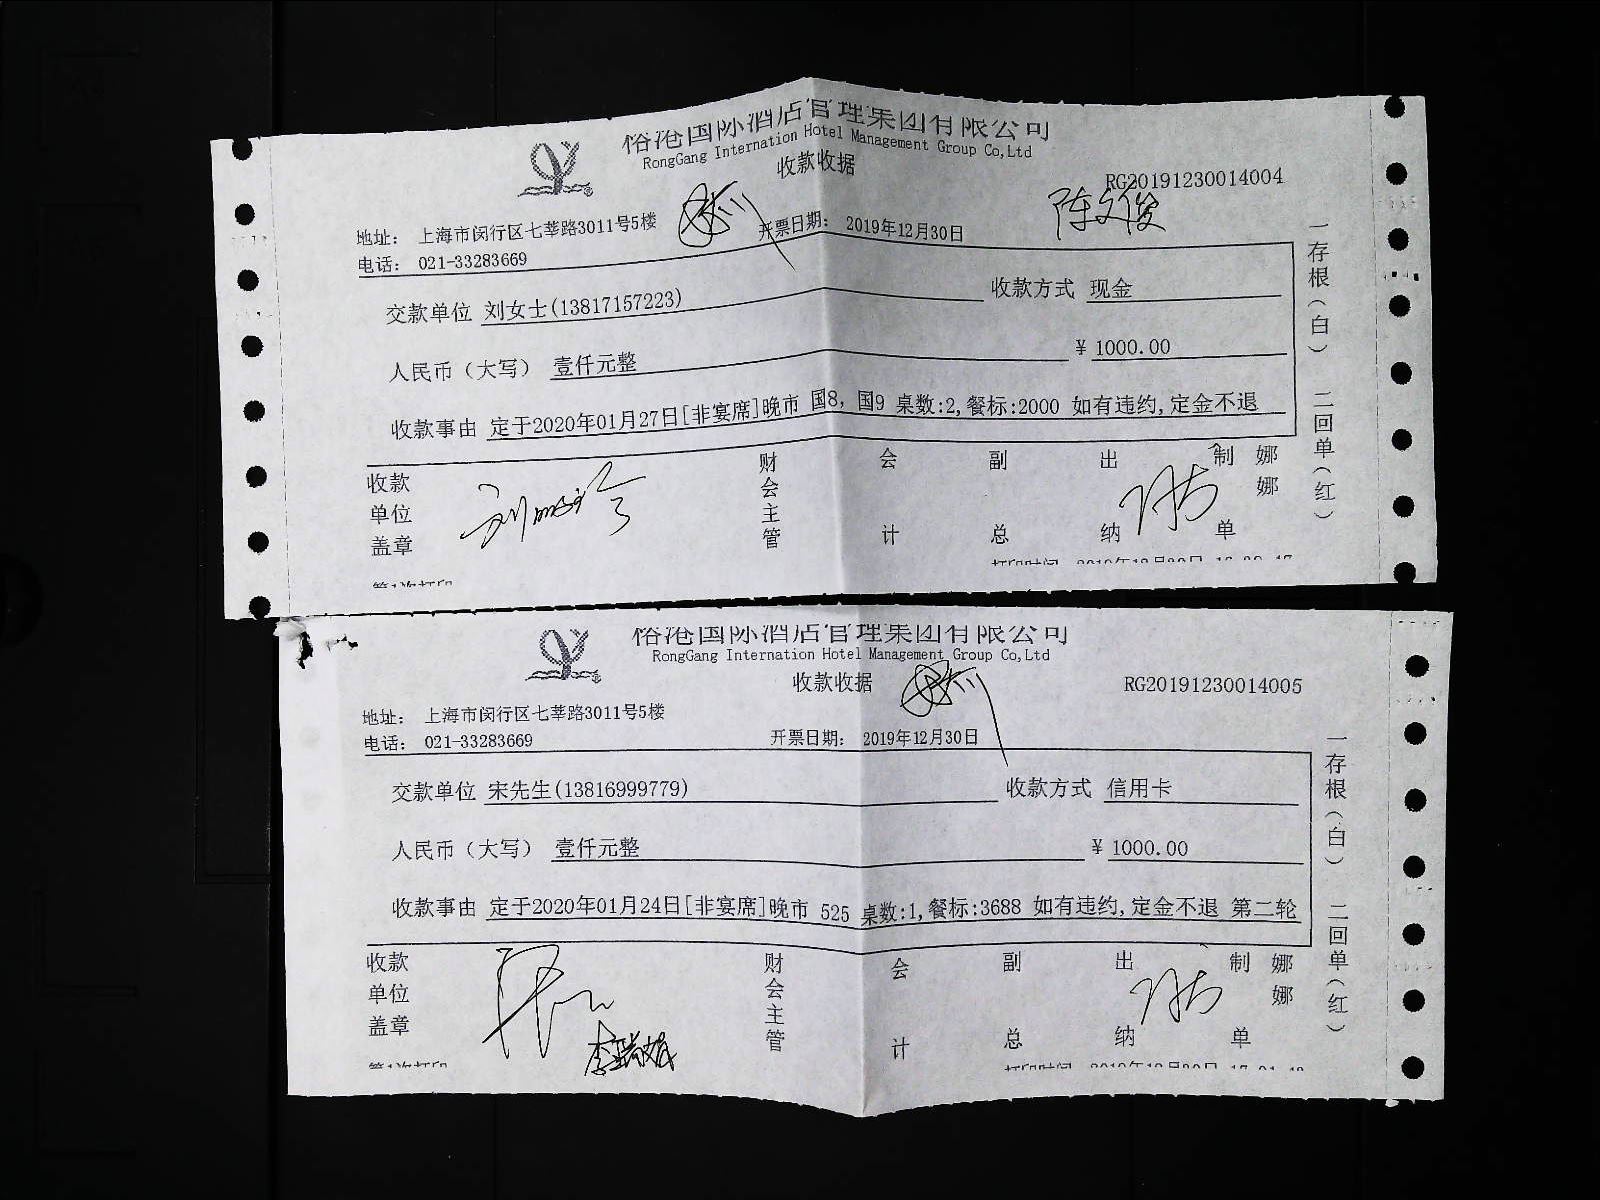 裕港国际酒店管理集团有限公司
RongGang Internation Hotel Management Group Co,Ltd
收款收据
RG20191230014004
陈文俊
地址： 上海市闵行区七莘路3011号5楼
开票日期： 2019年12月30日
电话： 021-33283669
交款单位 刘女士(13817157223)
收款方式 现金
人民币（大写） 壹仟元整
¥ 1000.00
收款事由 定于2020年01月27日[非宴席]晚市 国8, 国9 桌数:2,餐标:2000 如有违约,定金不退
一存根（白） 二回单（红）
收款单位盖章
财会主管
会计
副总
出纳
制单
娜娜
第1次打印
裕港国际酒店管理集团有限公司
RongGang Internation Hotel Management Group Co,Ltd
收款收据
RG20191230014005
地址： 上海市闵行区七莘路3011号5楼
电话： 021-33283669
开票日期： 2019年12月30日
交款单位 宋先生(13816999779)
收款方式 信用卡
人民币（大写） 壹仟元整
¥ 1000.00
收款事由 定于2020年01月24日[非宴席]晚市 525 桌数:1,餐标:3688 如有违约,定金不退 第二轮
一存根（白） 二回单（红）
收款单位盖章
财会主管
会计
副总
出纳
制单
娜娜
第1次打印